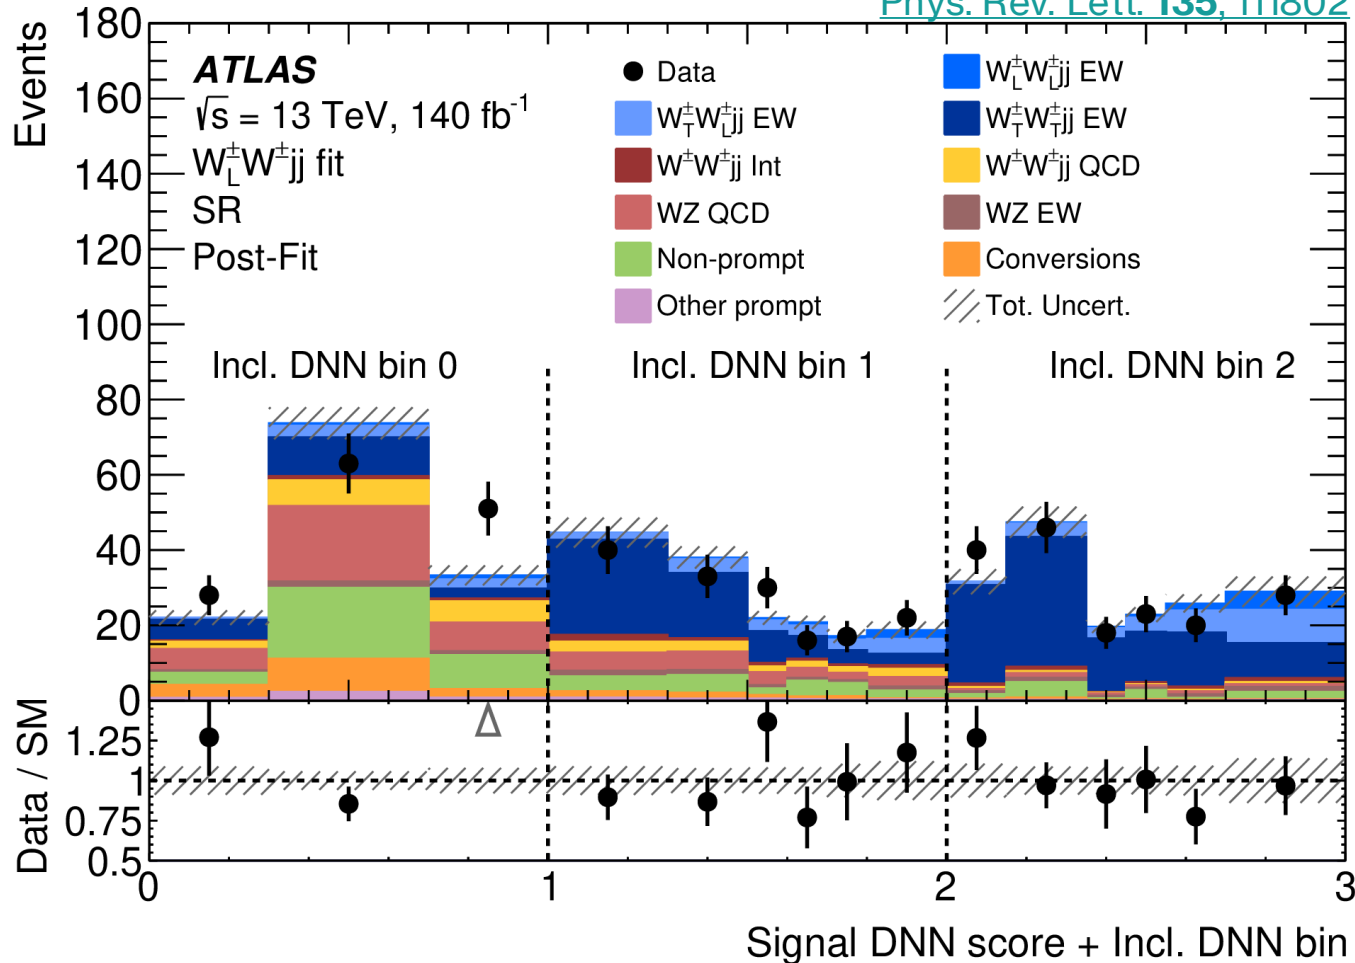 Phys. Rev. Lett. 135, 111802
Events
180
160
140
120
100
80
60
40
20
0
ATLAS
√s = 13 TeV, 140 fb⁻¹
W±LW±jj fit
SR
Post-Fit
Data
W±LW±Ljj EW
W±TW±Ljj EW
W±TW±Tjj EW
W±W±jj Int
W±W±jj QCD
WZ QCD
WZ EW
Non-prompt
Conversions
Other prompt
Tot. Uncert.
Incl. DNN bin 0
Incl. DNN bin 1
Incl. DNN bin 2
Data / SM
1.25
1
0.75
0.5
0
1
2
3
Signal DNN score + Incl. DNN bin